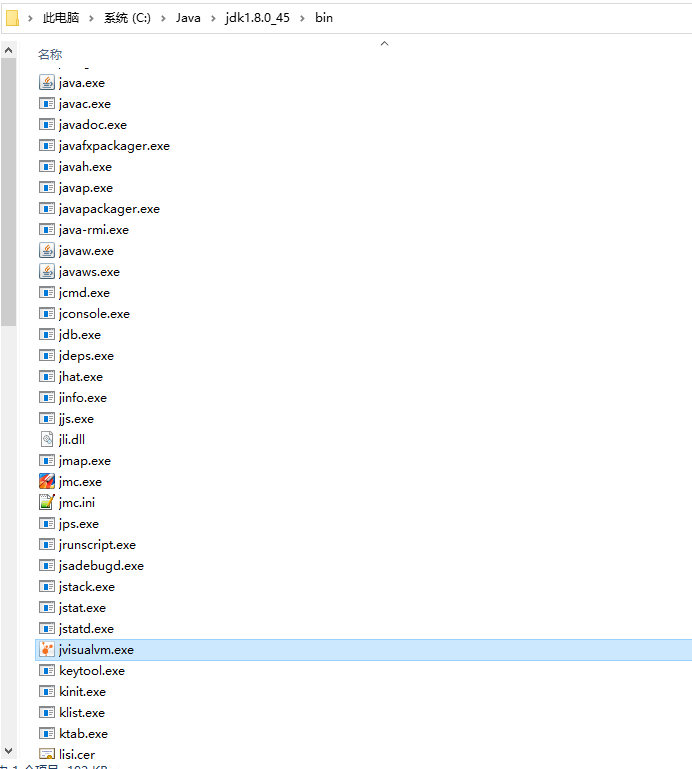 此电脑 > 系统 (C:) > Java > jdk1.8.0_45 > bin
名称
java.exe
javac.exe
javadoc.exe
javafxpackager.exe
javah.exe
javap.exe
javapackager.exe
java-rmi.exe
javaw.exe
javaws.exe
jcmd.exe
jconsole.exe
jdb.exe
jdeps.exe
jhat.exe
jinfo.exe
jjs.exe
jli.dll
jmap.exe
jmc.exe
jmc.ini
jps.exe
jrunscript.exe
jsadebugd.exe
jstack.exe
jstat.exe
jstatd.exe
jvisualvm.exe
keytool.exe
kinit.exe
klist.exe
ktab.exe
lisi.cer